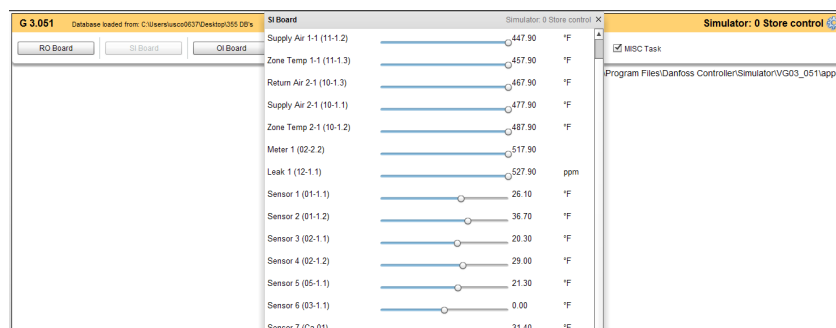 G 3.051 Database loaded from: C:\Users\usco0637\Desktop\355 DB's
SI Board Simulator: 0 Store control ×
Simulator: 0 Store control
RO Board SI Board OI Board
MISC Task
\Program Files\Danfoss Controller\Simulator\VG03_051\app
Supply Air 1-1 (11-1.2) 447.90 °F
Zone Temp 1-1 (11-1.3) 457.90 °F
Return Air 2-1 (10-1.3) 467.90 °F
Supply Air 2-1 (10-1.1) 477.90 °F
Zone Temp 2-1 (10-1.2) 487.90 °F
Meter 1 (02-2.2) 517.90
Leak 1 (12-1.1) 527.90 ppm
Sensor 1 (01-1.1) 26.10 °F
Sensor 2 (01-1.2) 36.70 °F
Sensor 3 (02-1.1) 20.30 °F
Sensor 4 (02-1.2) 29.00 °F
Sensor 5 (05-1.1) 21.30 °F
Sensor 6 (03-1.1) 0.00 °F
Sensor 7 (Ca.01) 31.40 °F